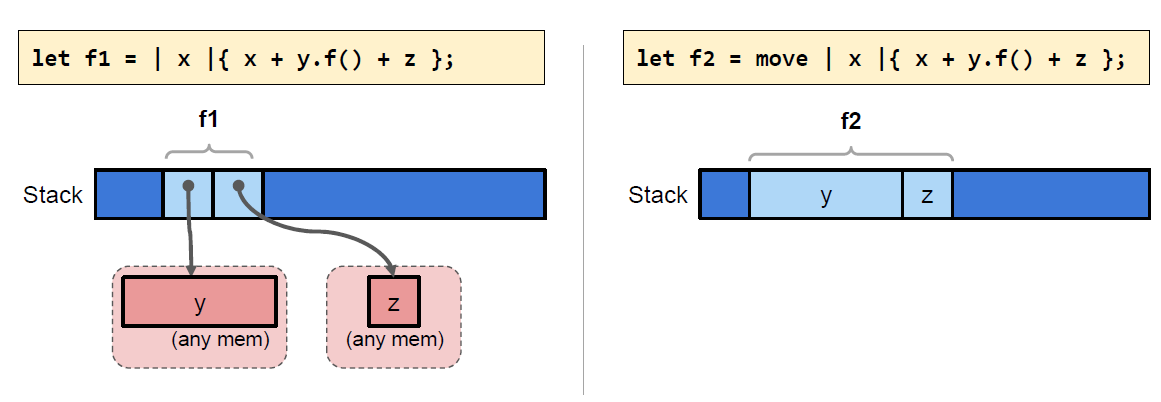 let f1 = | x |{ x + y.f() + z };
f1
Stack
y
(any mem)
z
(any mem)
let f2 = move | x |{ x + y.f() + z };
f2
Stack
y
z